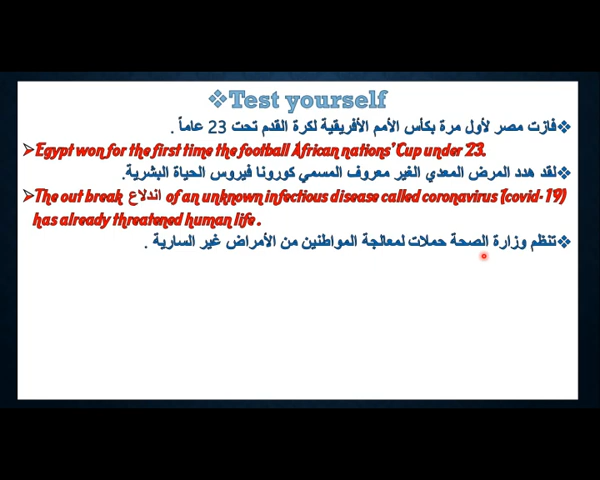 ❖Test yourself
❖فازت مصر لأول مرة بكأس الأمم الأفريقية لكرة القدم تحت 23 عاماً .
➢Egypt won for the first time the football African nations' Cup under 23.
❖لقد هدد المرض المعدي الغير معروف المسمي كورونا فيروس الحياة البشرية.
➢The out break اندلاع of an unknown infectious disease called coronavirus (covid-19)
has already threatened human life .
❖تنظم وزارة الصحة حملات لمعالجة المواطنين من الأمراض غير السارية .